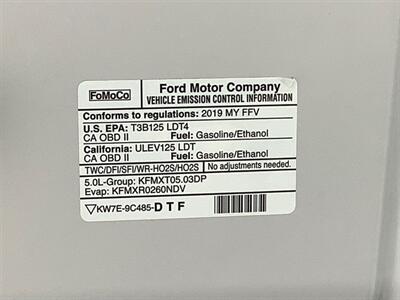 FoMoCo
Ford Motor Company
VEHICLE EMISSION CONTROL INFORMATION
Conforms to regulations: 2019 MY FFV
U.S. EPA: T3B125 LDT4
CA OBD II Fuel: Gasoline/Ethanol
California: ULEV125 LDT
CA OBD II Fuel: Gasoline/Ethanol
TWC/DFI/SFI/WR-HO2S/HO2S No adjustments needed.
5.0L-Group: KFMXT05.03DP
Evap: KFMXR0260NDV
KW7E-9C485-DTF